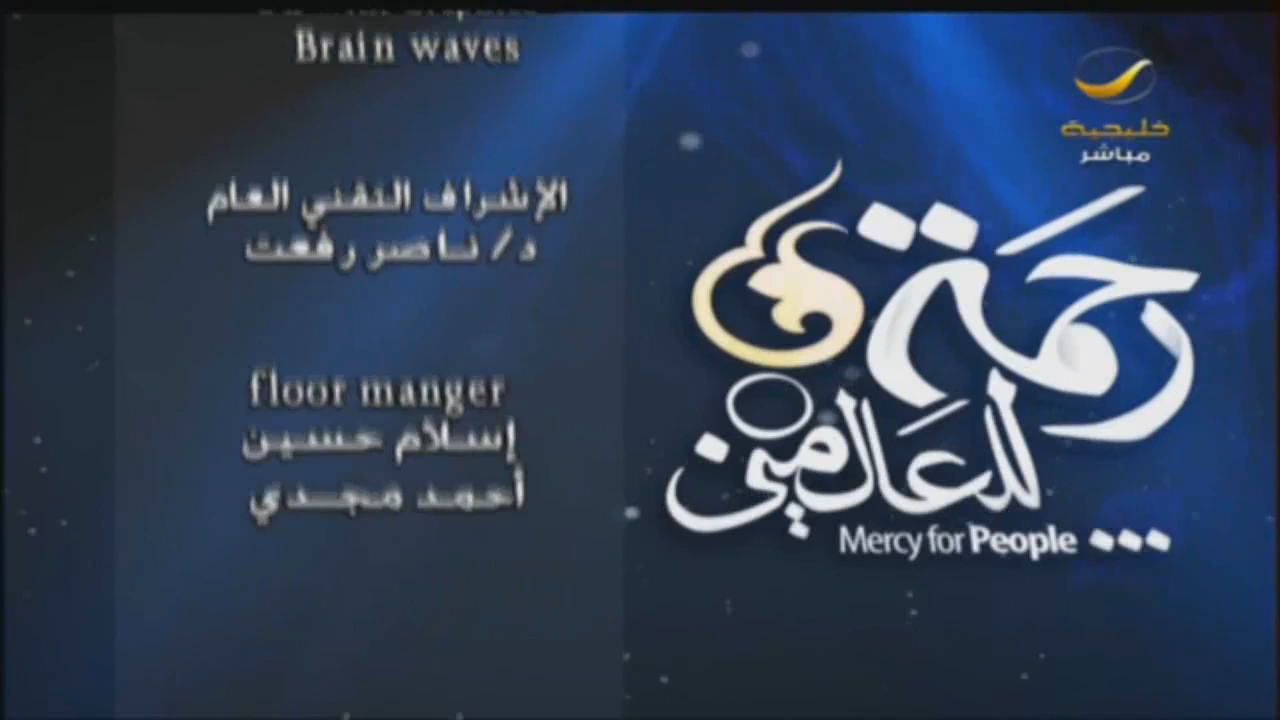 Brain waves
الإشراف التقني العام
د/ ناصر رفعت
floor manger
إسلام حسين
أحمد مجدي
خليجية
مباشر
رحمة
للعالمين
Mercy for People